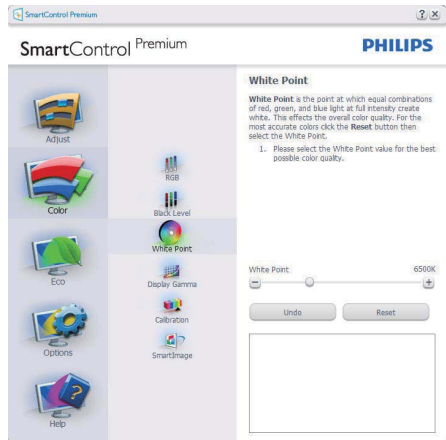 SmartControl Premium
? X
SmartControl Premium
PHILIPS
Adjust
Color
Eco
Options
Help
RGB
Black Level
White Point
Display Gamma
Calibration
SmartImage
White Point
White Point is the point at which equal combinations
of red, green, and blue light at full intensity create
white. This effects the overall color quality. For the
most accurate colors click the Reset button then
select the White Point.
1. Please select the White Point value for the best
possible color quality.
White Point 6500K
Undo Reset